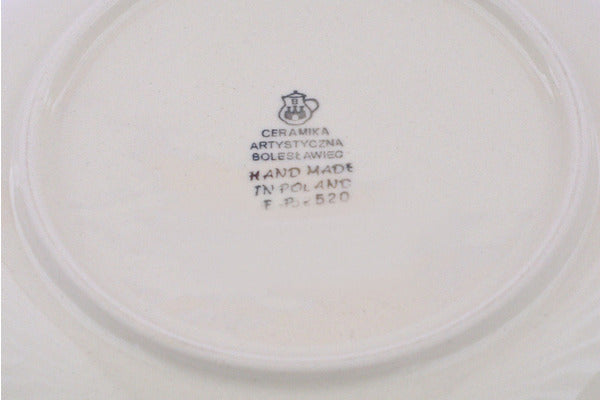 CERAMIKA
ARTYSTYCZNA
BOLESŁAWIEC
HAND MADE
IN POLAND
520